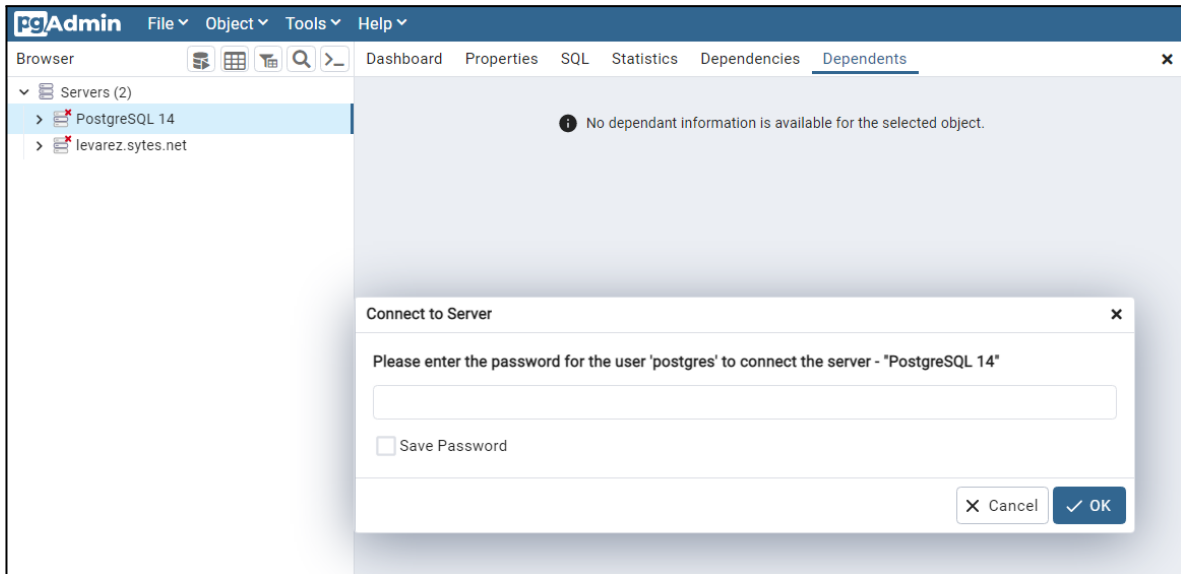 pgAdmin File Object Tools Help
Browser Dashboard Properties SQL Statistics Dependencies Dependents
Servers (2)
PostgreSQL 14
levarez.sytes.net
No dependant information is available for the selected object.
Connect to Server
Please enter the password for the user 'postgres' to connect the server - "PostgreSQL 14"
Save Password
Cancel OK